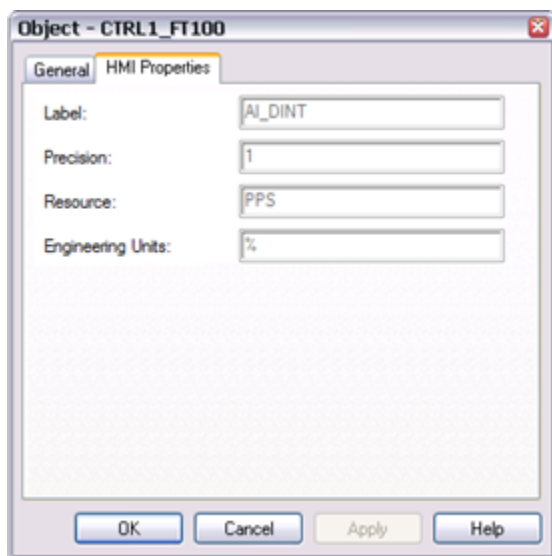 Object - CTRL1_FT100
General HMI Properties
Label: AI_DINT
Precision: 1
Resource: PPS
Engineering Units: %
OK Cancel Apply Help